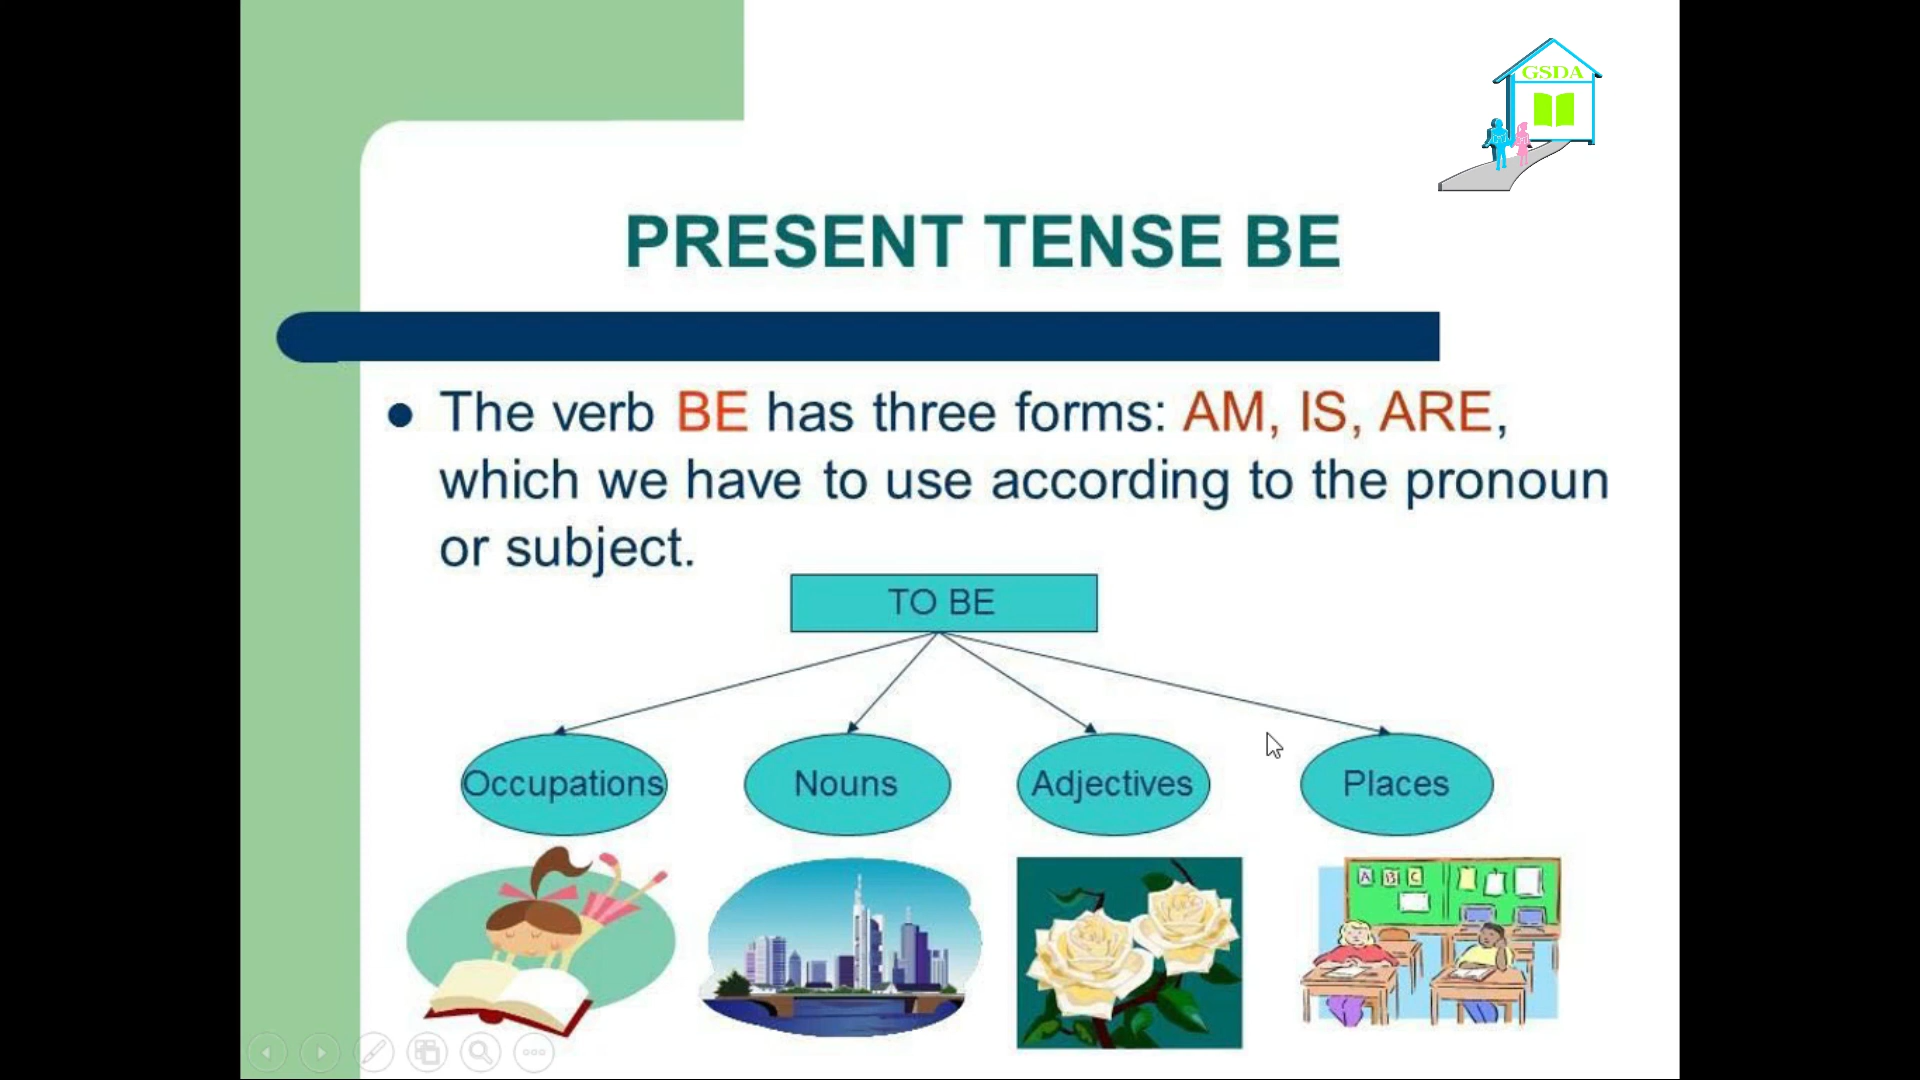 GSDA
PRESENT TENSE BE
The verb BE has three forms: AM, IS, ARE,
which we have to use according to the pronoun
or subject.
TO BE
Occupations
Nouns
Adjectives
Places
A B C